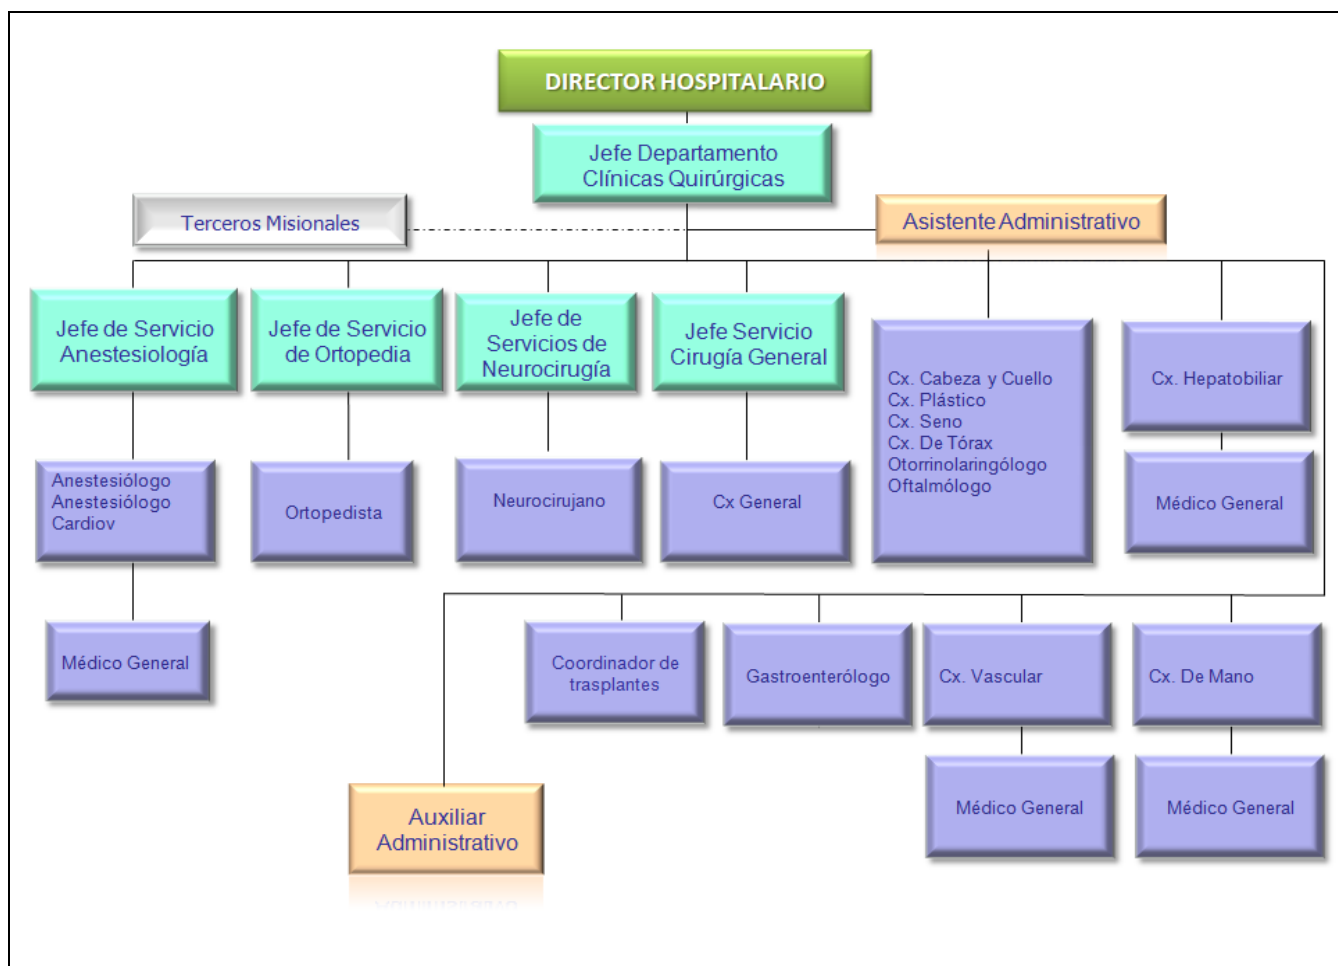 DIRECTOR HOSPITALARIO
Jefe Departamento
Clínicas Quirúrgicas
Terceros Misionales
Asistente Administrativo
Jefe de Servicio
Anestesiología
Jefe de Servicio
de Ortopedia
Jefe de
Servicios de
Neurocirugía
Jefe Servicio
Cirugía General
Cx. Cabeza y Cuello
Cx. Plástico
Cx. Seno
Cx. De Tórax
Otorrinolaringólogo
Oftalmólogo
Cx. Hepatobiliar
Anestesiólogo
Anestesiólogo
Cardiov
Ortopedista
Neurocirujano
Cx General
Médico General
Médico General
Coordinador de
trasplantes
Gastroenterólogo
Cx. Vascular
Cx. De Mano
Médico General
Médico General
Auxiliar
Administrativo